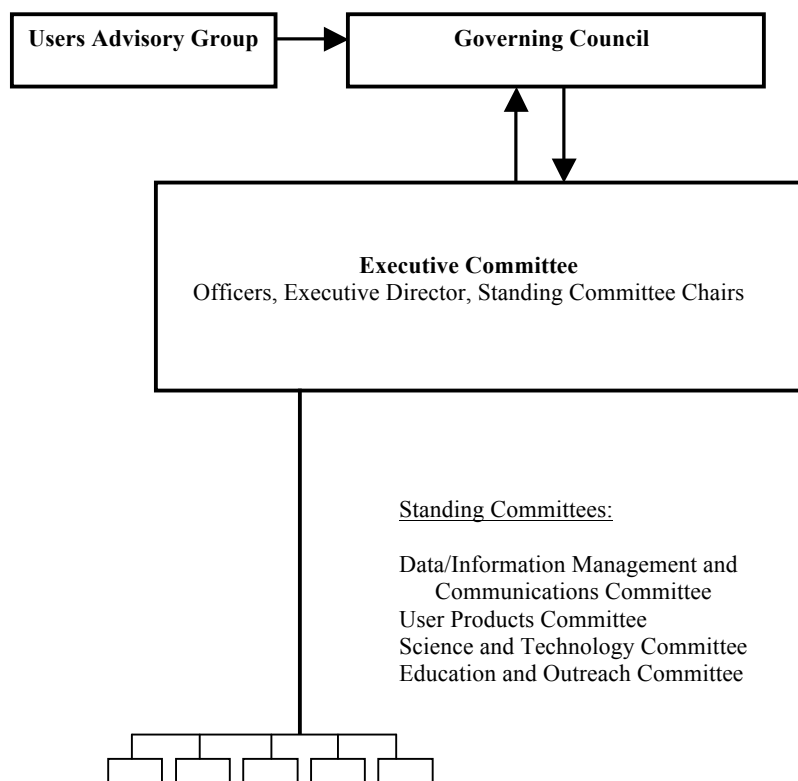 Users Advisory Group
Governing Council
Executive Committee
Officers, Executive Director, Standing Committee Chairs
Standing Committees:
Data/Information Management and
Communications Committee
User Products Committee
Science and Technology Committee
Education and Outreach Committee